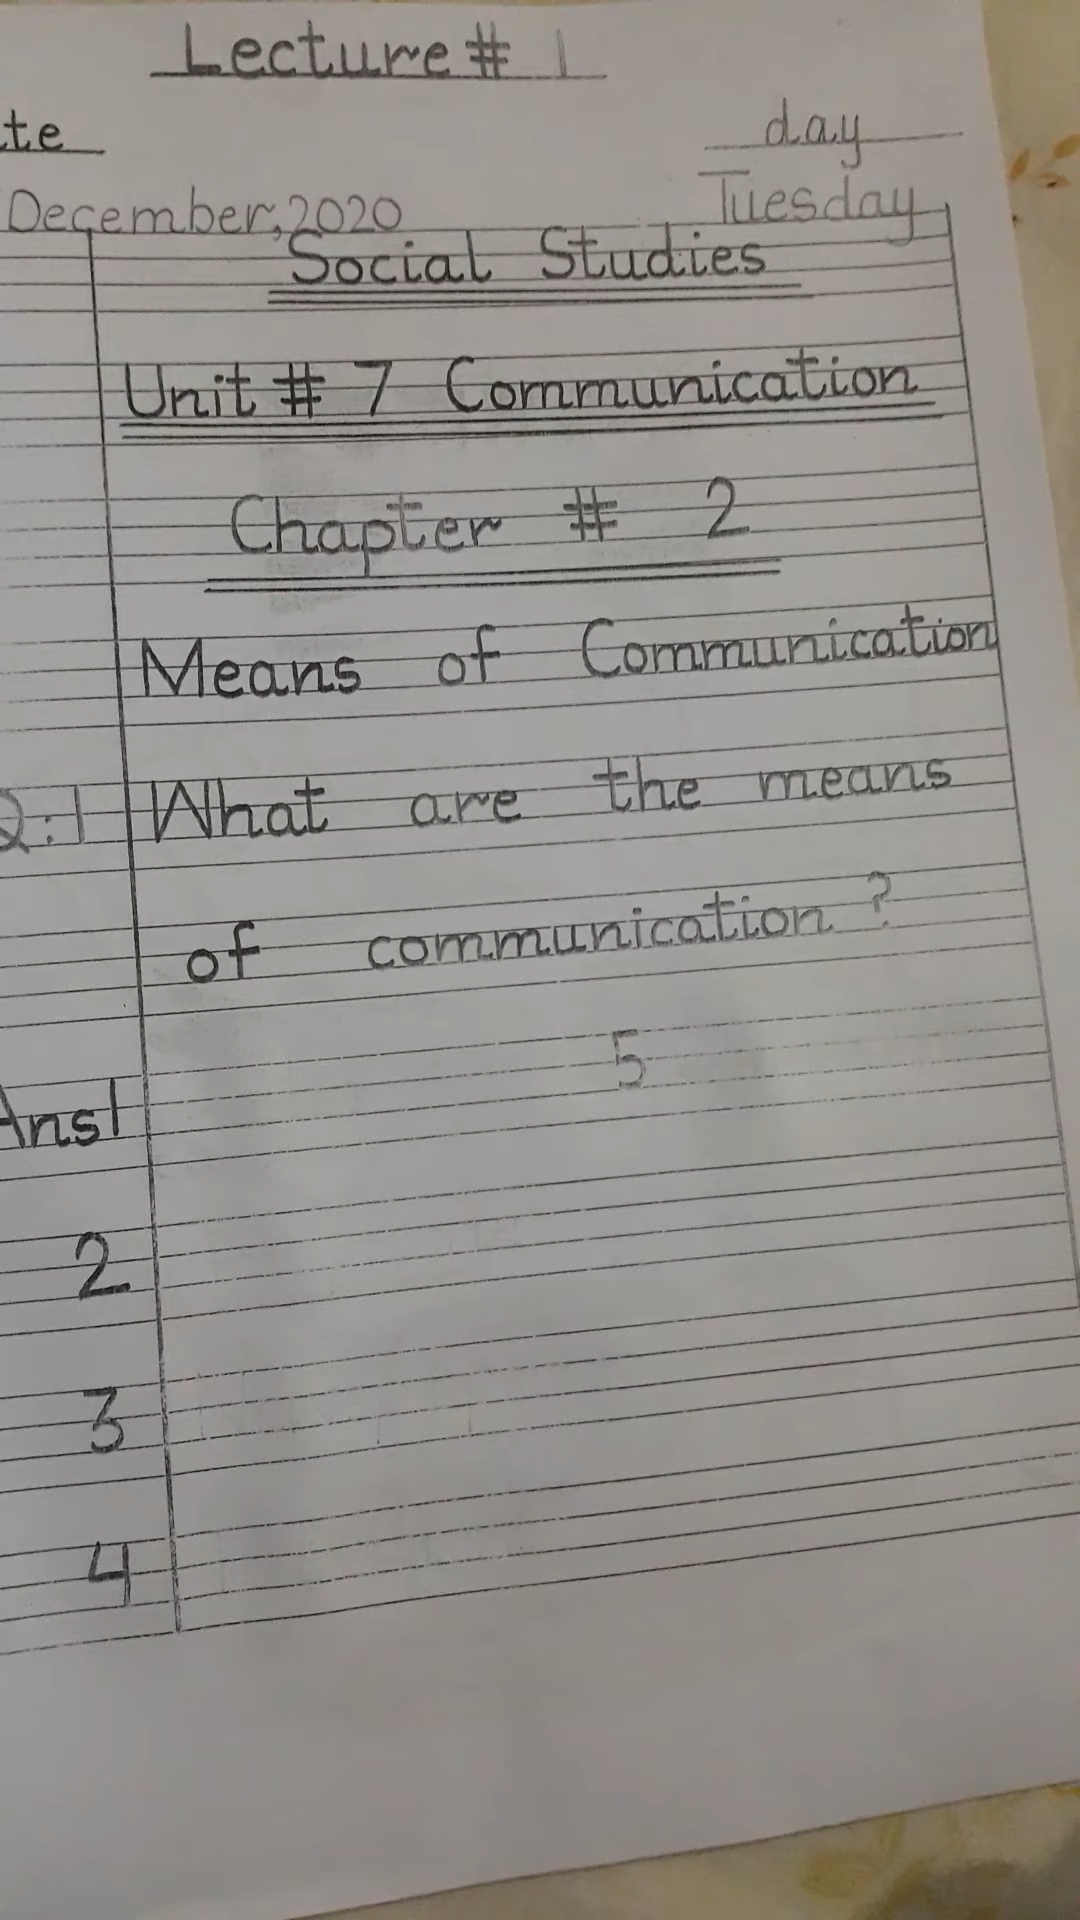 Lecture # 1
te day
December, 2020 Tuesday
Social Studies
Unit # 7 Communication
Chapter # 2
Means of Communication
Q:1 What are the means
of communication ?
5
Ans1
2
3
4